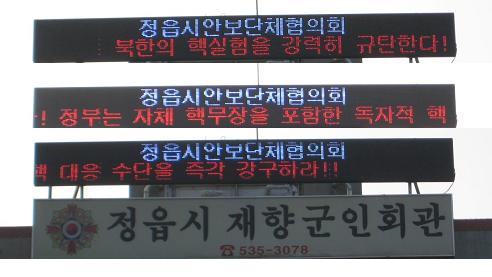 정읍시안보단체협의회
북한의 핵실험을 강력히 규탄한다!
정읍시안보단체협의회
! 정부는 자체 핵무장을 포함한 독자적 핵
정읍시안보단체협의회
핵 대응 수단을 즉각 강구하라!!
정읍시 재향군인회관
☎ 535-3078